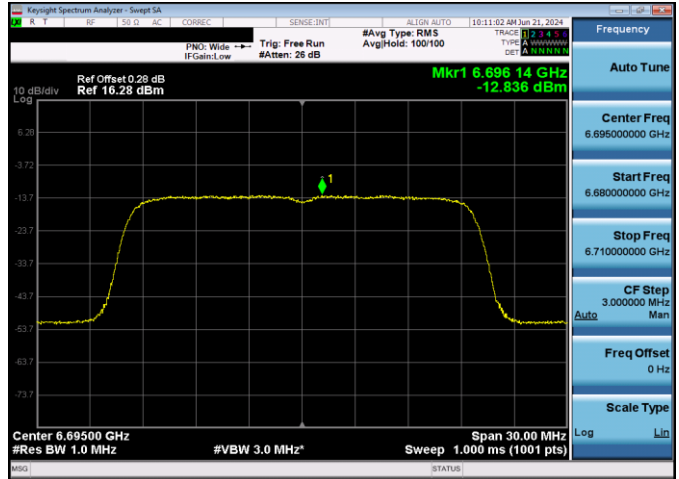 Keysight Spectrum Analyzer - Swept SA
R T RF 50 Ω AC CORREC SENSE:INT ALIGN AUTO 10:11:02 AM Jun 21, 2024
PNO: Wide Trig: Free Run #Avg Type: RMS TRACE 1 2 3 4 5 6
IFGain:Low #Atten: 26 dB Avg|Hold: 100/100 TYPE A WWWWW
DET A N N N N N
Frequency
Auto Tune
Ref Offset 0.28 dB Mkr1 6.696 14 GHz
10 dB/div Ref 16.28 dBm -12.836 dBm
Log
6.28
-3.72
-13.7
-23.7
-33.7
-43.7
-53.7
-63.7
-73.7
1
Center 6.69500 GHz Span 30.00 MHz
#Res BW 1.0 MHz #VBW 3.0 MHz* Sweep 1.000 ms (1001 pts)
Center Freq
6.695000000 GHz
Start Freq
6.680000000 GHz
Stop Freq
6.710000000 GHz
CF Step
3.000000 MHz
Auto Man
Freq Offset
0 Hz
Scale Type
Log Lin
MSG STATUS